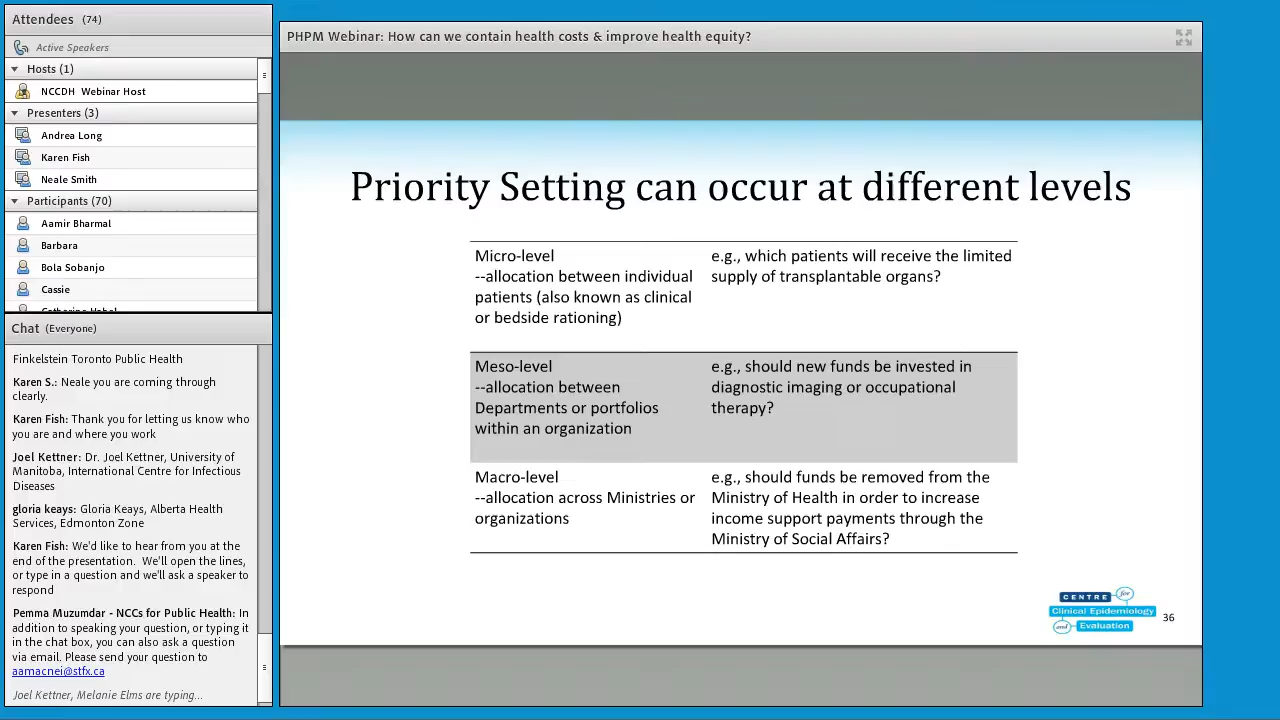 Attendees (74)
Active Speakers
Hosts (1)
NCCDH Webinar Host
Presenters (3)
Andrea Long
Karen Fish
Neale Smith
Participants (70)
Aamir Bharmal
Barbara
Bola Sobanjo
Cassie
Chat (Everyone)
Finkelstein Toronto Public Health
Karen S.: Neale you are coming through
clearly.
Karen Fish: Thank you for letting us know who
you are and where you work
Joel Kettner: Dr. Joel Kettner, University of
Manitoba, International Centre for Infectious
Diseases
gloria keays: Gloria Keays, Alberta Health
Services, Edmonton Zone
Karen Fish: We'd like to hear from you at the
end of the presentation. We'll open the lines,
or type in a question and we'll ask a speaker to
respond
Pemma Muzumdar - NCCs for Public Health: In
addition to speaking your question, or typing it
in the chat box, you can also ask a question
via email. Please send your question to
aamacnei@stfx.ca
Joel Kettner, Melanie Elms are typing...
PHPM Webinar: How can we contain health costs & improve health equity?
Priority Setting can occur at different levels
Micro-level
--allocation between individual
patients (also known as clinical
or bedside rationing)
e.g., which patients will receive the limited
supply of transplantable organs?
Meso-level
--allocation between
Departments or portfolios
within an organization
e.g., should new funds be invested in
diagnostic imaging or occupational
therapy?
Macro-level
--allocation across Ministries or
organizations
e.g., should funds be removed from the
Ministry of Health in order to increase
income support payments through the
Ministry of Social Affairs?
CENTRE for
Clinical Epidemiology
and Evaluation
36